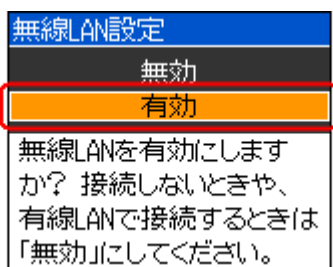 無線LAN設定
無効
有効
無線LANを有効にします
か? 接続しないときや、
有線LANで接続するときは
「無効」にしてください。